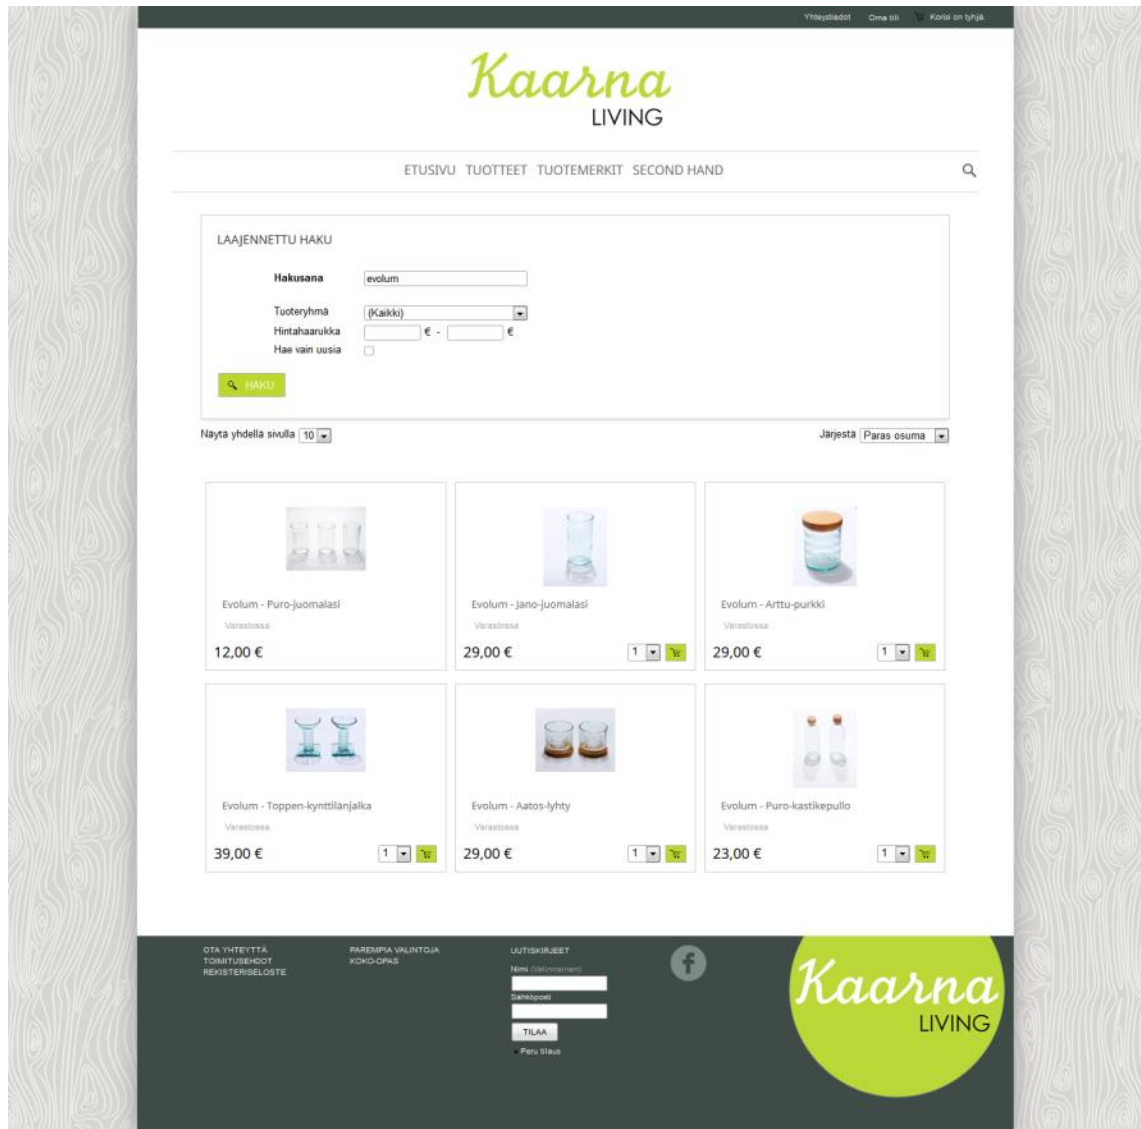 Yhteystiedot Oma tili Korisi on tyhjä.
Kaarna
LIVING
ETUSIVU TUOTTEET TUOTEMERKIT SECOND HAND
LAAJENNETTU HAKU
Hakusana evolum
Tuoteryhmä (Kaikki)
Hintahaarukka € - €
Hae vain uusia
HAKU
Näytä yhdellä sivulla 10 Järjestä Paras osuma
Evolum - Puro-juomalasi
Varastossa
12,00 €
Evolum - Jano-juomalasi
Varastossa
29,00 € 1
Evolum - Arttu-purkki
Varastossa
29,00 € 1
Evolum - Toppen-kynttilänjalka
Varastossa
39,00 € 1
Evolum - Aatos-lyhty
Varastossa
29,00 € 1
Evolum - Puro-kastikepullo
Varastossa
23,00 € 1
OTA YHTEYTTÄ
TOIMITUSEHDOT
REKISTERISELOSTE
PAREMPIA VALINTOJA
KOKO-OPAS
UUTISKIRJEET
Nimi (Valinnainen)
Sähköposti
TILAA
Peru tilaus
f
Kaarna
LIVING